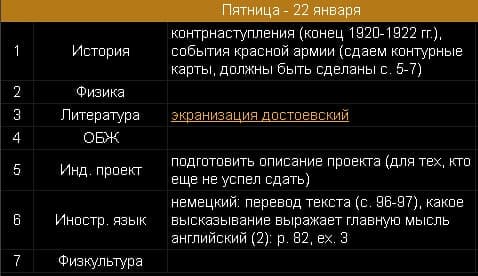 Пятница - 22 января
контрнаступления (конец 1920-1922 гг.),
1 История события красной армии (сдаем контурные
карты, должны быть сделаны с. 5-7)
2 Физика
3 Литература экранизация достоевский
4 ОБЖ
5 Инд. проект подготовить описание проекта (для тех, кто
еще не успел сдать)
немецкий: перевод текста (с. 96-97), какое
6 Иностр. язык высказывание выражает главную мысль
английский (2): p. 82, ex. 3
7 Физкультура